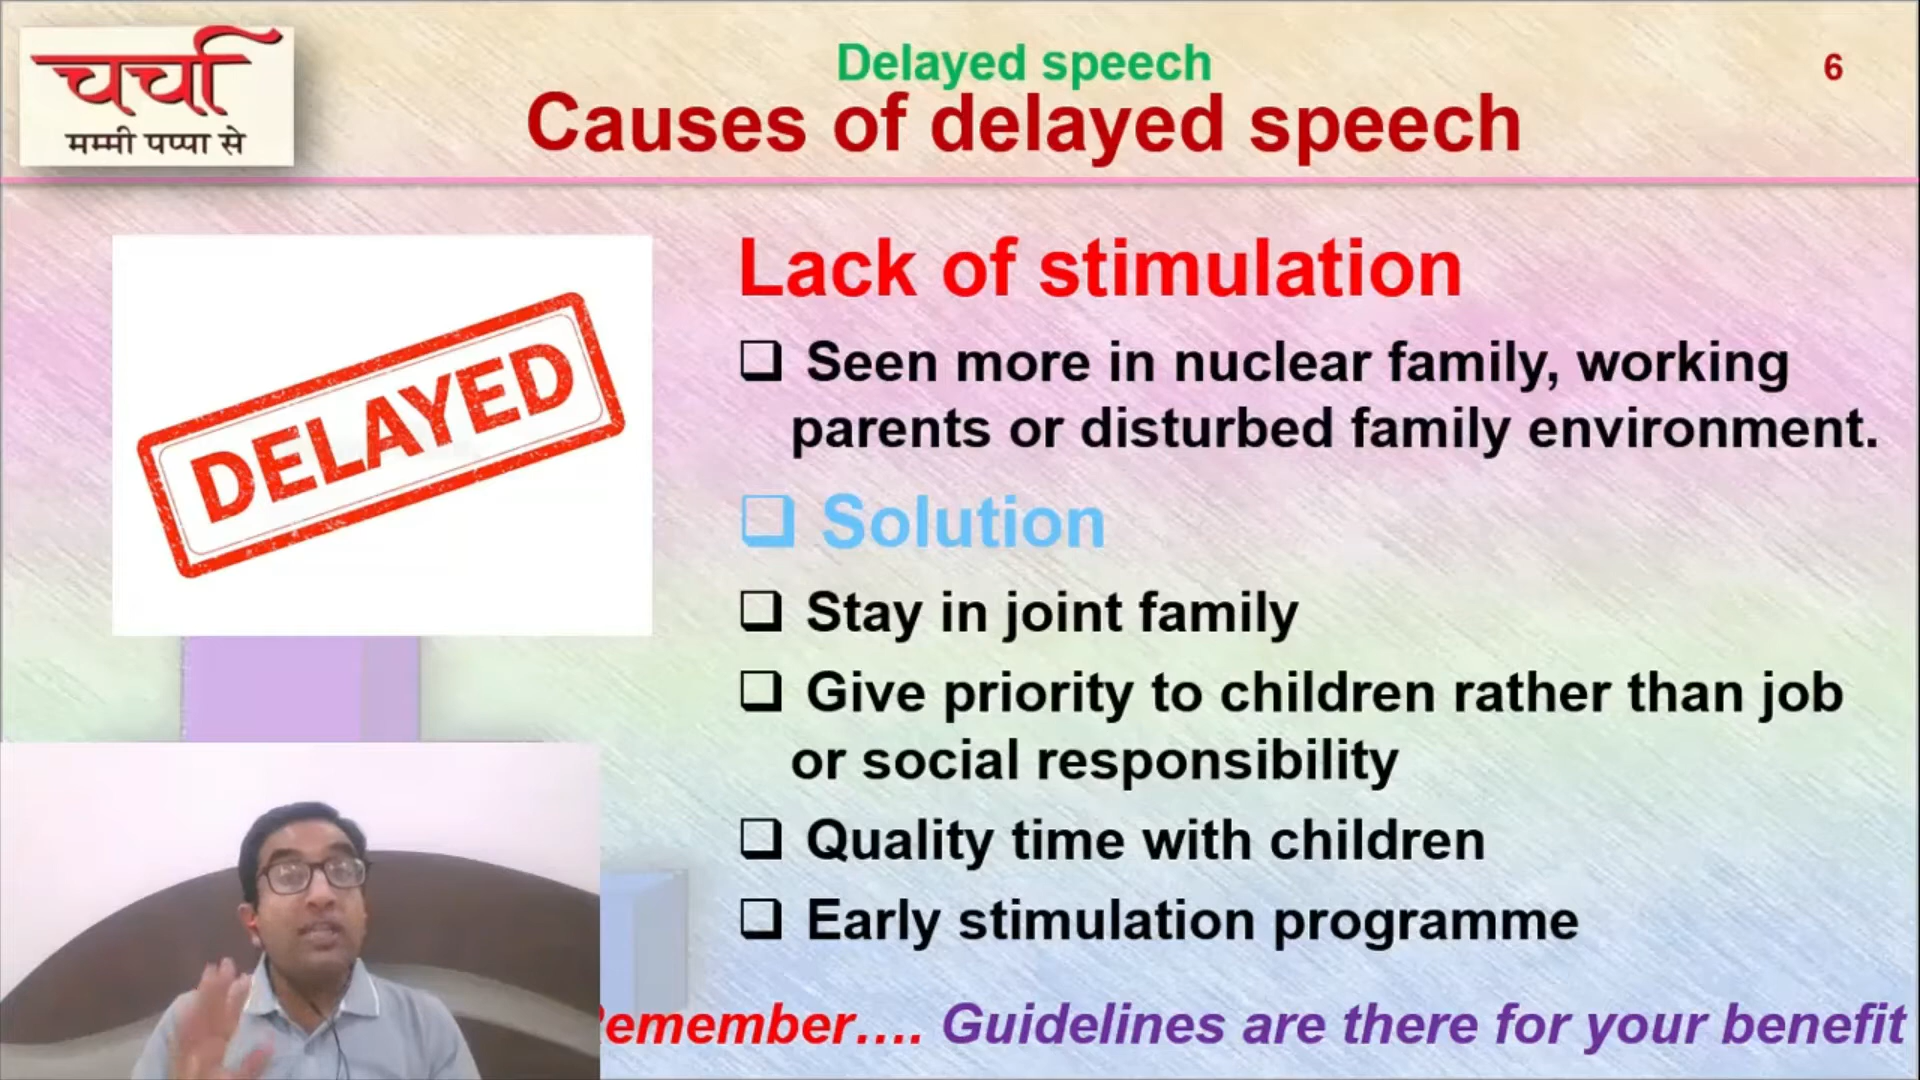 चर्चा
मम्मी पप्पा से
Delayed speech
6
Causes of delayed speech
DELAYED
Lack of stimulation
❑ Seen more in nuclear family, working
parents or disturbed family environment.
❑ Solution
❑ Stay in joint family
❑ Give priority to children rather than job
or social responsibility
❑ Quality time with children
❑ Early stimulation programme
emember…. Guidelines are there for your benefit